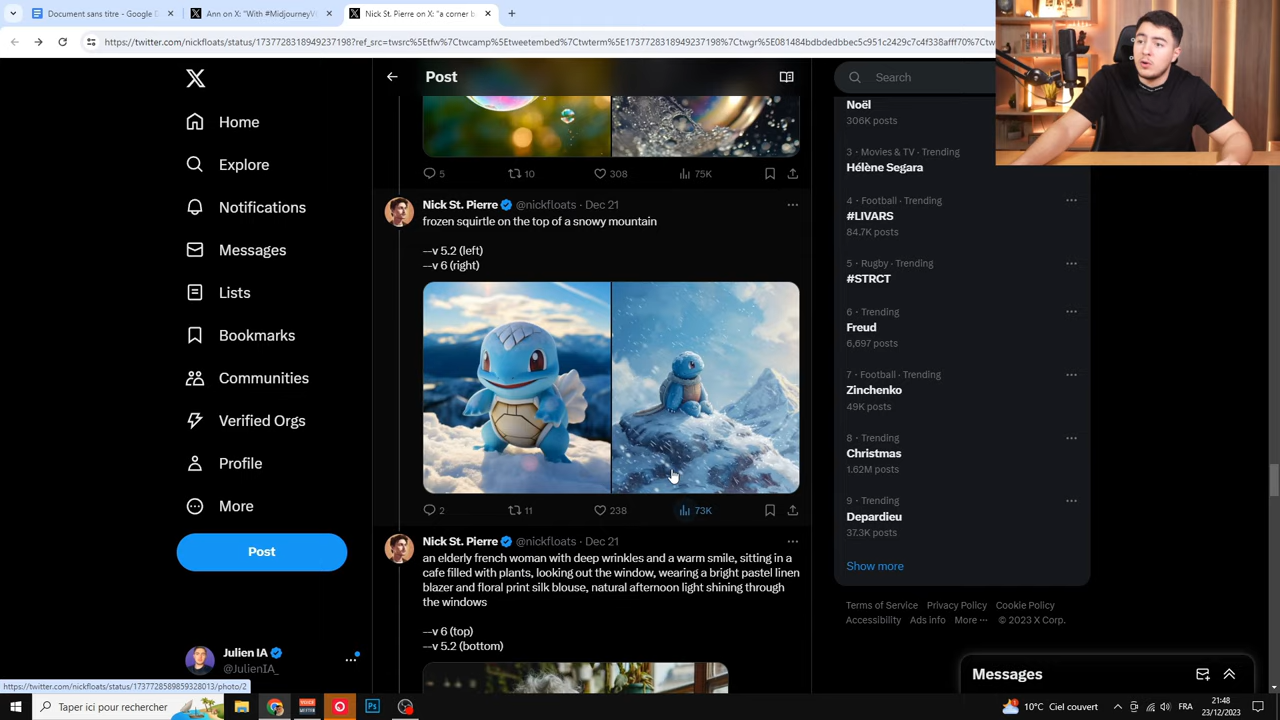 Document sans titre - Google D
Ann on X: "With #MidjourneyV
Nick St. Pierre on X: "a corner b
https://twitter.com/nickfloats/status/1737728318949237198?ref_src=twsrc%5Etfw%7Ctwcamp%5Etweetembed%7Ctwterm%5E1737728318949237198%7Ctwgr%5E081484bdbdedbbec5c951c2429c7c4f338afff70%7Ctw
Home
Explore
Notifications
Messages
Lists
Bookmarks
Communities
Verified Orgs
Profile
More
Post
Julien IA
@JulienIA_
https://twitter.com/nickfloats/status/1737728589859328013/photo/2
Post
5 10 308 75K
Nick St. Pierre @nickfloats · Dec 21
frozen squirtle on the top of a snowy mountain
--v 5.2 (left)
--v 6 (right)
2 11 238 73K
Nick St. Pierre @nickfloats · Dec 21
an elderly french woman with deep wrinkles and a warm smile, sitting in a
cafe filled with plants, looking out the window, wearing a bright pastel linen
blazer and floral print silk blouse, natural afternoon light shining through
the windows
--v 6 (top)
--v 5.2 (bottom)
Search
Noël
306K posts
3 · Movies & TV · Trending
Hélène Segara
4 · Football · Trending
#LIVARS
84.7K posts
5 · Rugby · Trending
#STRCT
6 · Trending
Freud
6,697 posts
7 · Football · Trending
Zinchenko
49K posts
8 · Trending
Christmas
1.62M posts
9 · Trending
Depardieu
37.3K posts
Show more
Terms of Service Privacy Policy Cookie Policy
Accessibility Ads info More ··· © 2023 X Corp.
Messages
Taper ici pour rechercher
Ps
10°C Ciel couvert
FRA
21:48
23/12/2023